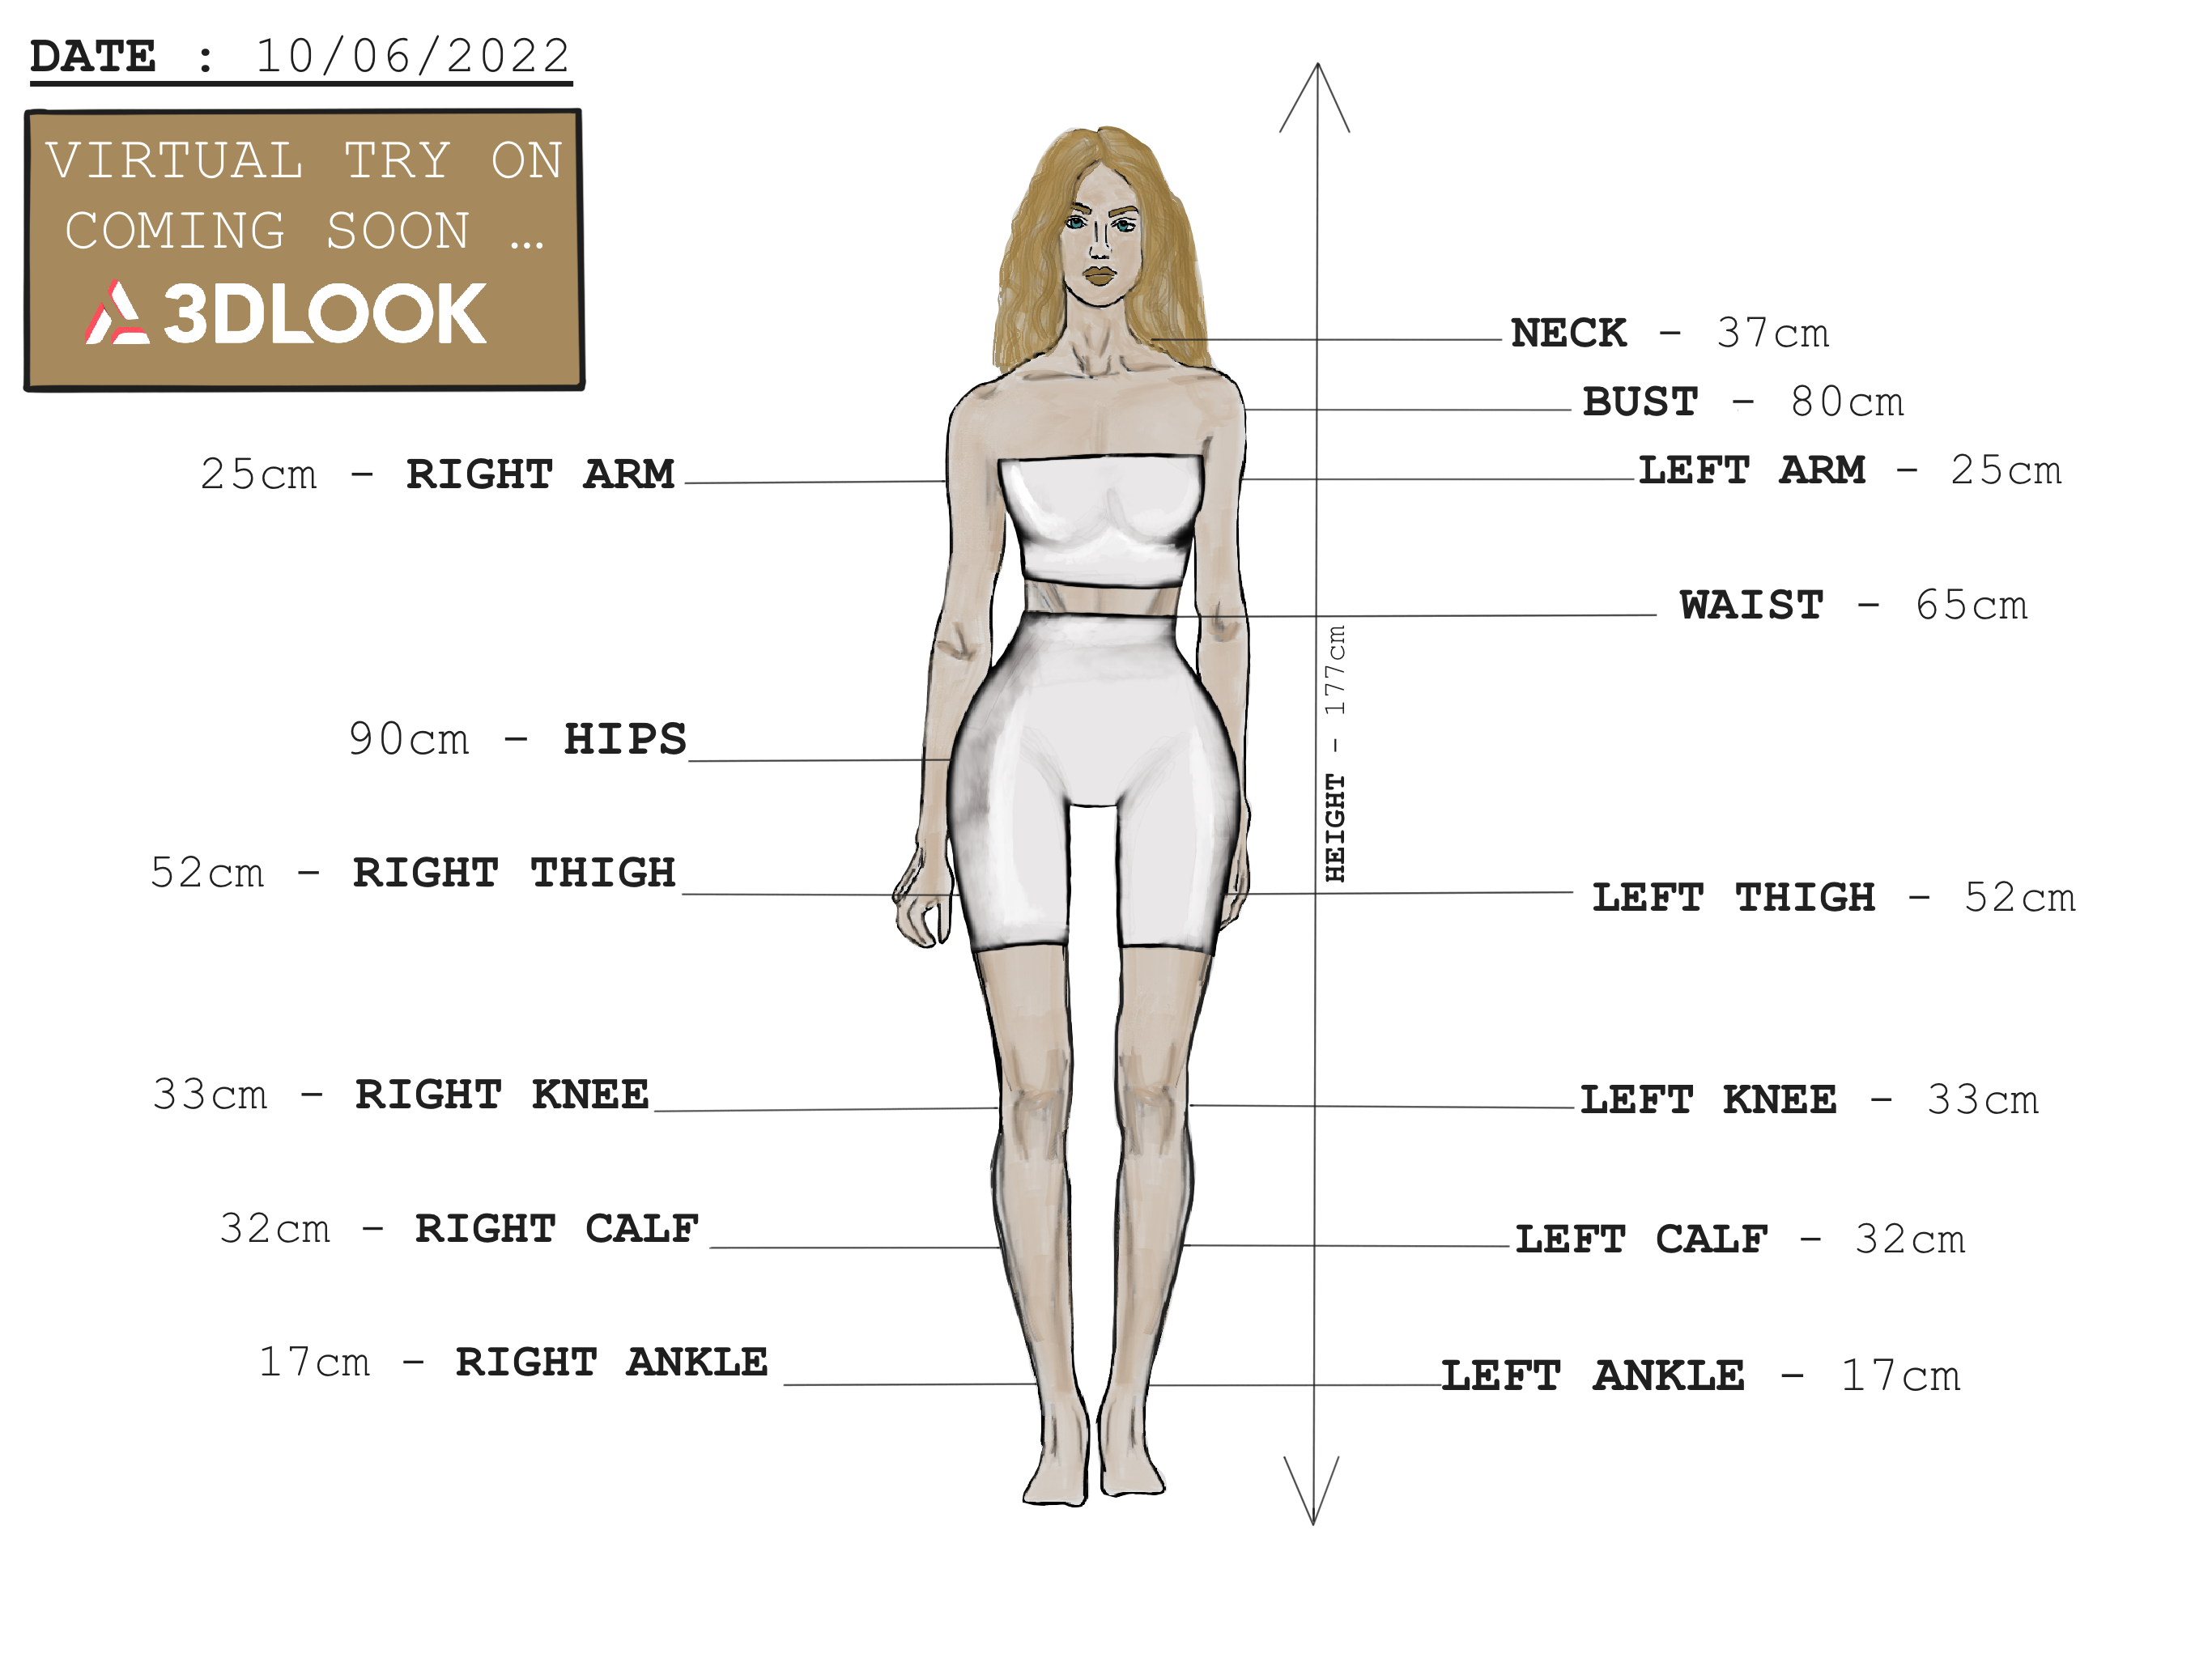 DATE : 10/06/2022
VIRTUAL TRY ON
COMING SOON …
3DLOOK
NECK - 37cm
BUST - 80cm
25cm - RIGHT ARM
LEFT ARM - 25cm
WAIST - 65cm
HEIGHT - 177cm
90cm - HIPS
52cm - RIGHT THIGH
LEFT THIGH - 52cm
33cm - RIGHT KNEE
LEFT KNEE - 33cm
32cm - RIGHT CALF
LEFT CALF - 32cm
17cm - RIGHT ANKLE
LEFT ANKLE - 17cm